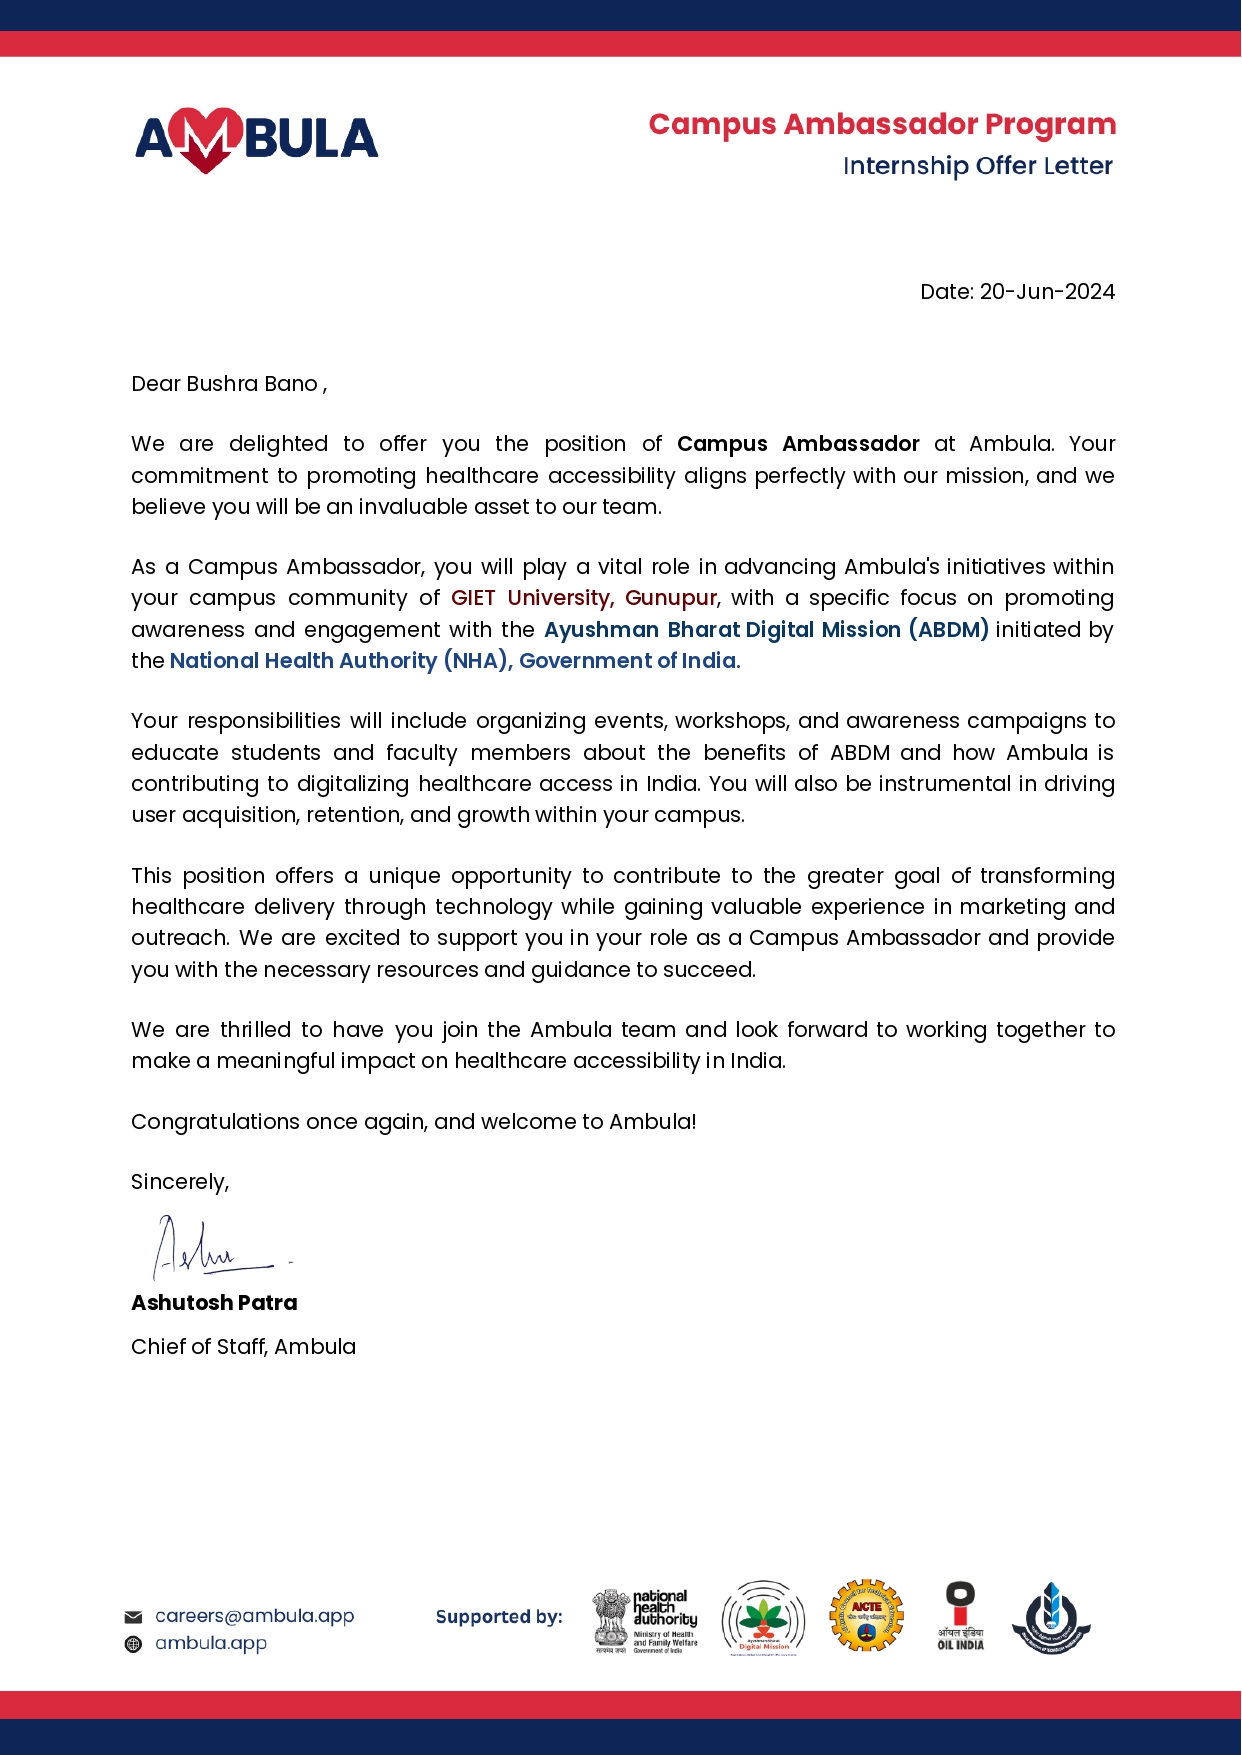 AMBULA
Campus Ambassador Program
Internship Offer Letter
Date: 20-Jun-2024
Dear Bushra Bano ,
We are delighted to offer you the position of Campus Ambassador at Ambula. Your
commitment to promoting healthcare accessibility aligns perfectly with our mission, and we
believe you will be an invaluable asset to our team.
As a Campus Ambassador, you will play a vital role in advancing Ambula's initiatives within
your campus community of GIET University, Gunupur, with a specific focus on promoting
awareness and engagement with the Ayushman Bharat Digital Mission (ABDM) initiated by
the National Health Authority (NHA), Government of India.
Your responsibilities will include organizing events, workshops, and awareness campaigns to
educate students and faculty members about the benefits of ABDM and how Ambula is
contributing to digitalizing healthcare access in India. You will also be instrumental in driving
user acquisition, retention, and growth within your campus.
This position offers a unique opportunity to contribute to the greater goal of transforming
healthcare delivery through technology while gaining valuable experience in marketing and
outreach. We are excited to support you in your role as a Campus Ambassador and provide
you with the necessary resources and guidance to succeed.
We are thrilled to have you join the Ambula team and look forward to working together to
make a meaningful impact on healthcare accessibility in India.
Congratulations once again, and welcome to Ambula!
Sincerely,
Ashutosh Patra
Chief of Staff, Ambula
careers@ambula.app
ambula.app
Supported by:
national
health
authority
Ministry of Health
and Family Welfare
Government of India
सत्यमेव जयते
Digital Mission
AICTE
ऑयल इंडिया
OIL INDIA